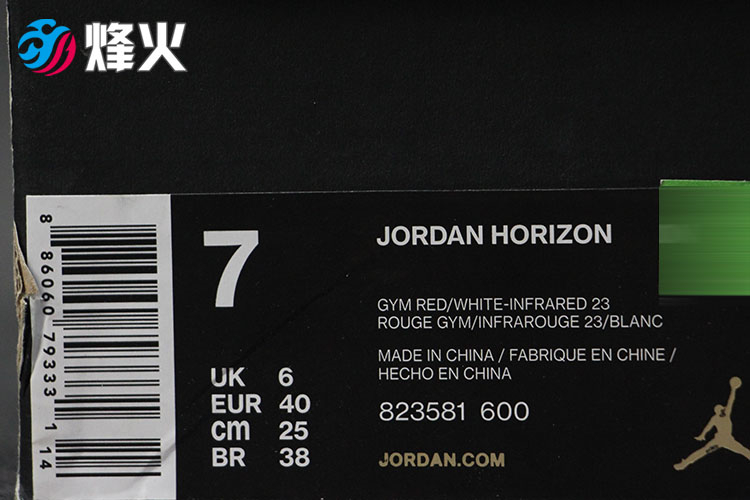 烽火
7
JORDAN HORIZON
GYM RED/WHITE-INFRARED 23
ROUGE GYM/INFRAROUGE 23/BLANC
MADE IN CHINA / FABRIQUE EN CHINE /
HECHO EN CHINA
UK 6
EUR 40
cm 25
BR 38
823581 600
JORDAN.COM
8 86060 79333 1 14